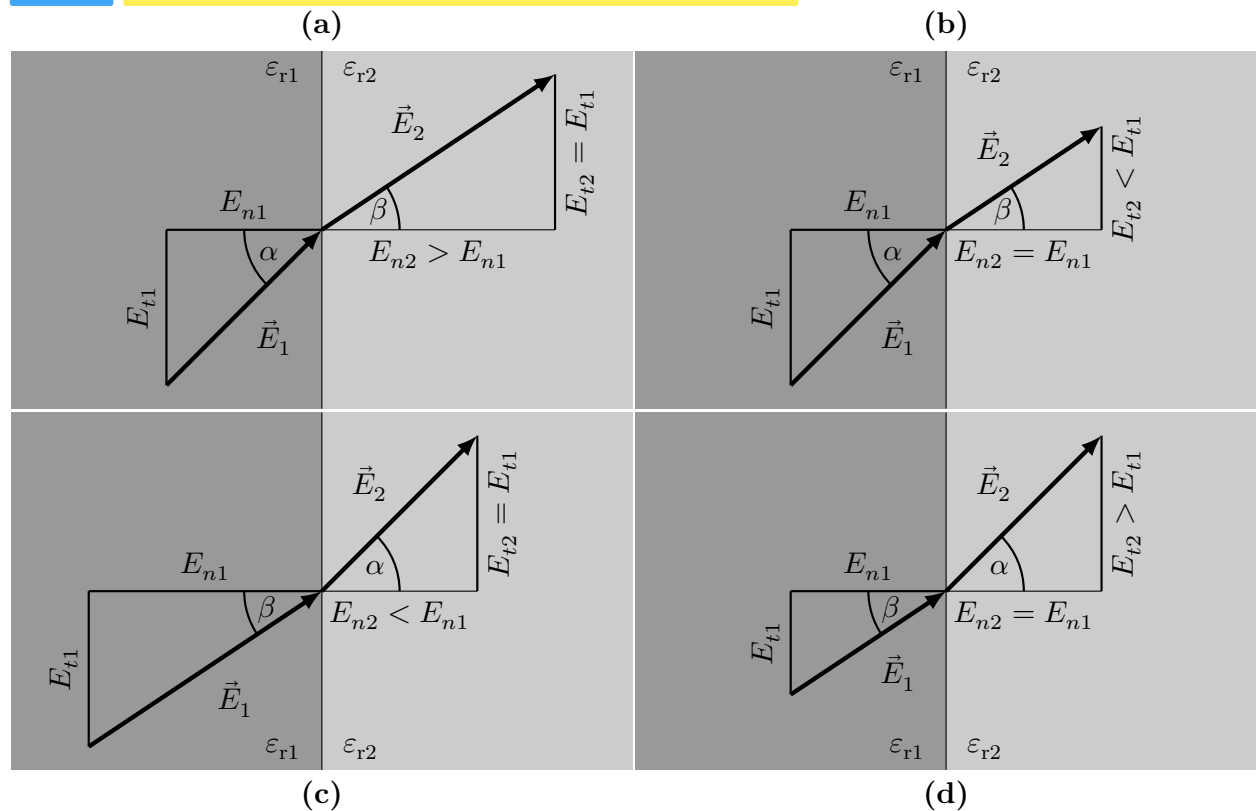 (a) (b)
εr1 εr2 εr1 εr2
E⃗2 Et2 = Et1 E⃗2 Et2 < Et1
En1 β En1 β
α En2 > En1 α En2 = En1
Et1 E⃗1 Et1 E⃗1
E⃗2 Et2 = Et1 E⃗2 Et2 > Et1
En1 α En1 α
β En2 < En1 β En2 = En1
Et1 E⃗1 Et1 E⃗1
εr1 εr2 εr1 εr2
(c) (d)